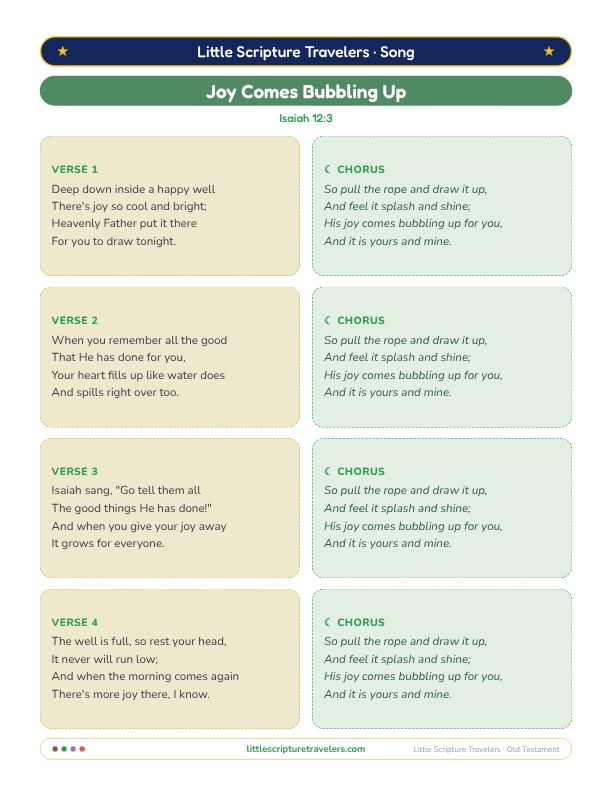 Little Scripture Travelers · Song
Joy Comes Bubbling Up
Isaiah 12:3
VERSE 1
Deep down inside a happy well
There's joy so cool and bright;
Heavenly Father put it there
For you to draw tonight.
CHORUS
So pull the rope and draw it up,
And feel it splash and shine;
His joy comes bubbling up for you,
And it is yours and mine.
VERSE 2
When you remember all the good
That He has done for you,
Your heart fills up like water does
And spills right over too.
CHORUS
So pull the rope and draw it up,
And feel it splash and shine;
His joy comes bubbling up for you,
And it is yours and mine.
VERSE 3
Isaiah sang, "Go tell them all
The good things He has done!"
And when you give your joy away
It grows for everyone.
CHORUS
So pull the rope and draw it up,
And feel it splash and shine;
His joy comes bubbling up for you,
And it is yours and mine.
VERSE 4
The well is full, so rest your head,
It never will run low;
And when the morning comes again
There's more joy there, I know.
CHORUS
So pull the rope and draw it up,
And feel it splash and shine;
His joy comes bubbling up for you,
And it is yours and mine.
littlescripturetravelers.com
Little Scripture Travelers · Old Testament